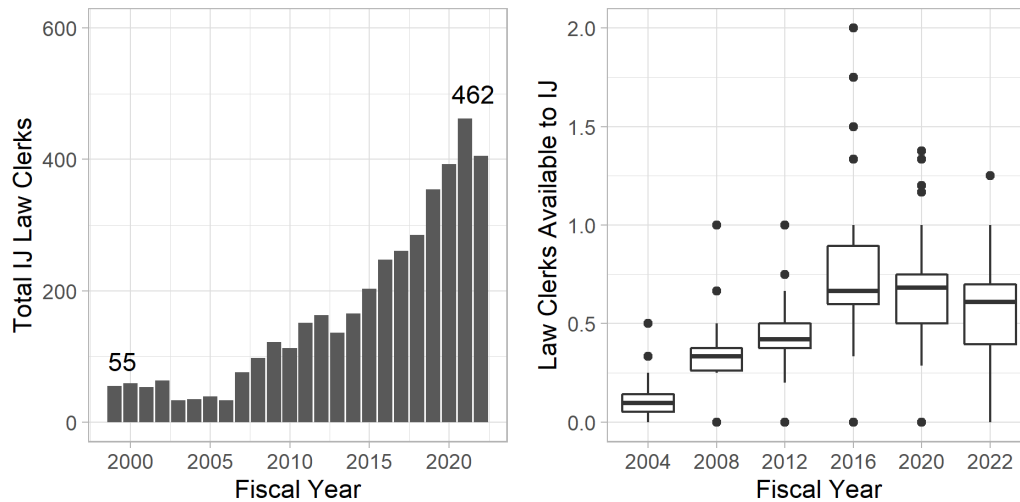 Total IJ Law Clerks
600
400
200
0
462
55
2000 2005 2010 2015 2020
Fiscal Year
Law Clerks Available to IJ
2.0
1.5
1.0
0.5
0.0
2004 2008 2012 2016 2020 2022
Fiscal Year